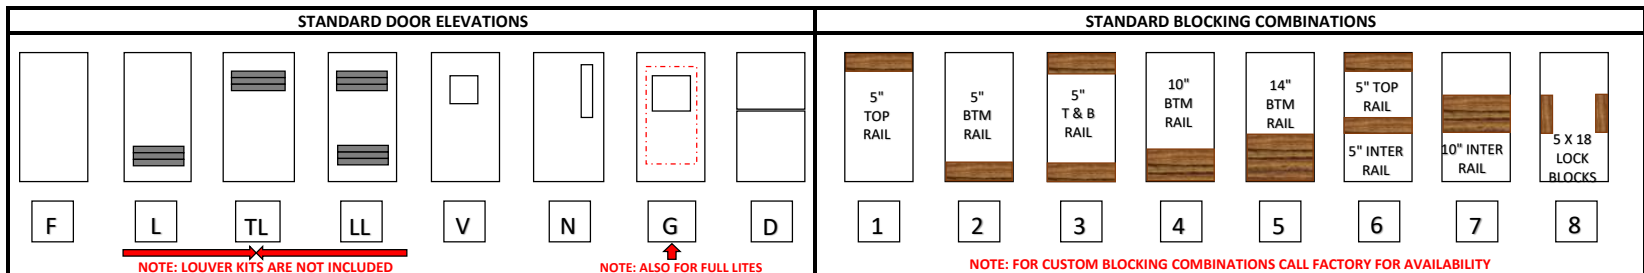 STANDARD DOOR ELEVATIONS
F
L
TL
LL
V
N
G
D
NOTE: LOUVER KITS ARE NOT INCLUDED
NOTE: ALSO FOR FULL LITES
STANDARD BLOCKING COMBINATIONS
5"
TOP
RAIL
5"
BTM
RAIL
5"
T & B
RAIL
10"
BTM
RAIL
14"
BTM
RAIL
5" TOP
RAIL
5" INTER
RAIL
10" INTER
RAIL
5 X 18
LOCK
BLOCKS
1
2
3
4
5
6
7
8
NOTE: FOR CUSTOM BLOCKING COMBINATIONS CALL FACTORY FOR AVAILABILITY